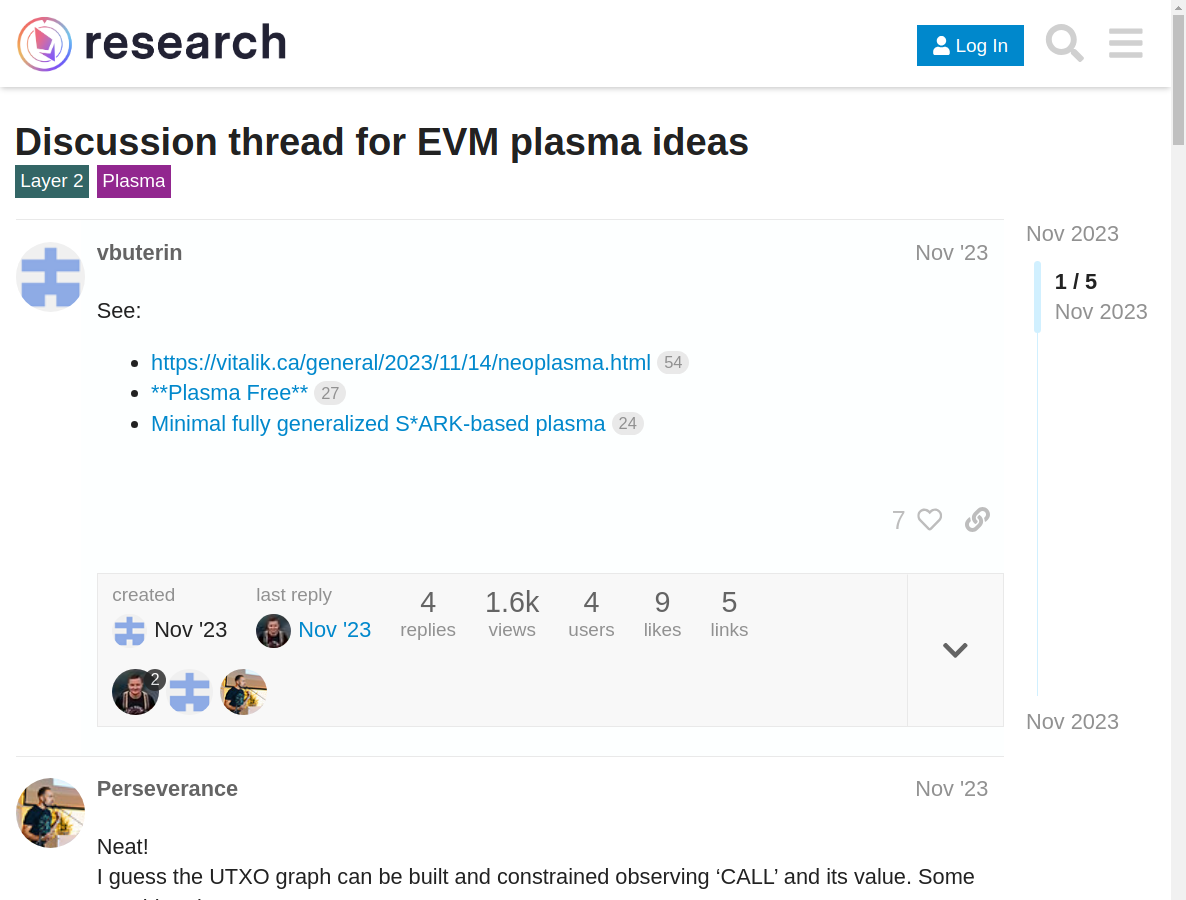 research
Log In
Discussion thread for EVM plasma ideas
Layer 2 Plasma
vbuterin Nov '23
See:
https://vitalik.ca/general/2023/11/14/neoplasma.html 54
**Plasma Free** 27
Minimal fully generalized S*ARK-based plasma 24
7
created
Nov '23
last reply
Nov '23
4 replies
1.6k views
4 users
9 likes
5 links
2
Nov 2023
1 / 5
Nov 2023
Nov 2023
Perseverance Nov '23
Neat!
I guess the UTXO graph can be built and constrained observing ‘CALL’ and its value. Some